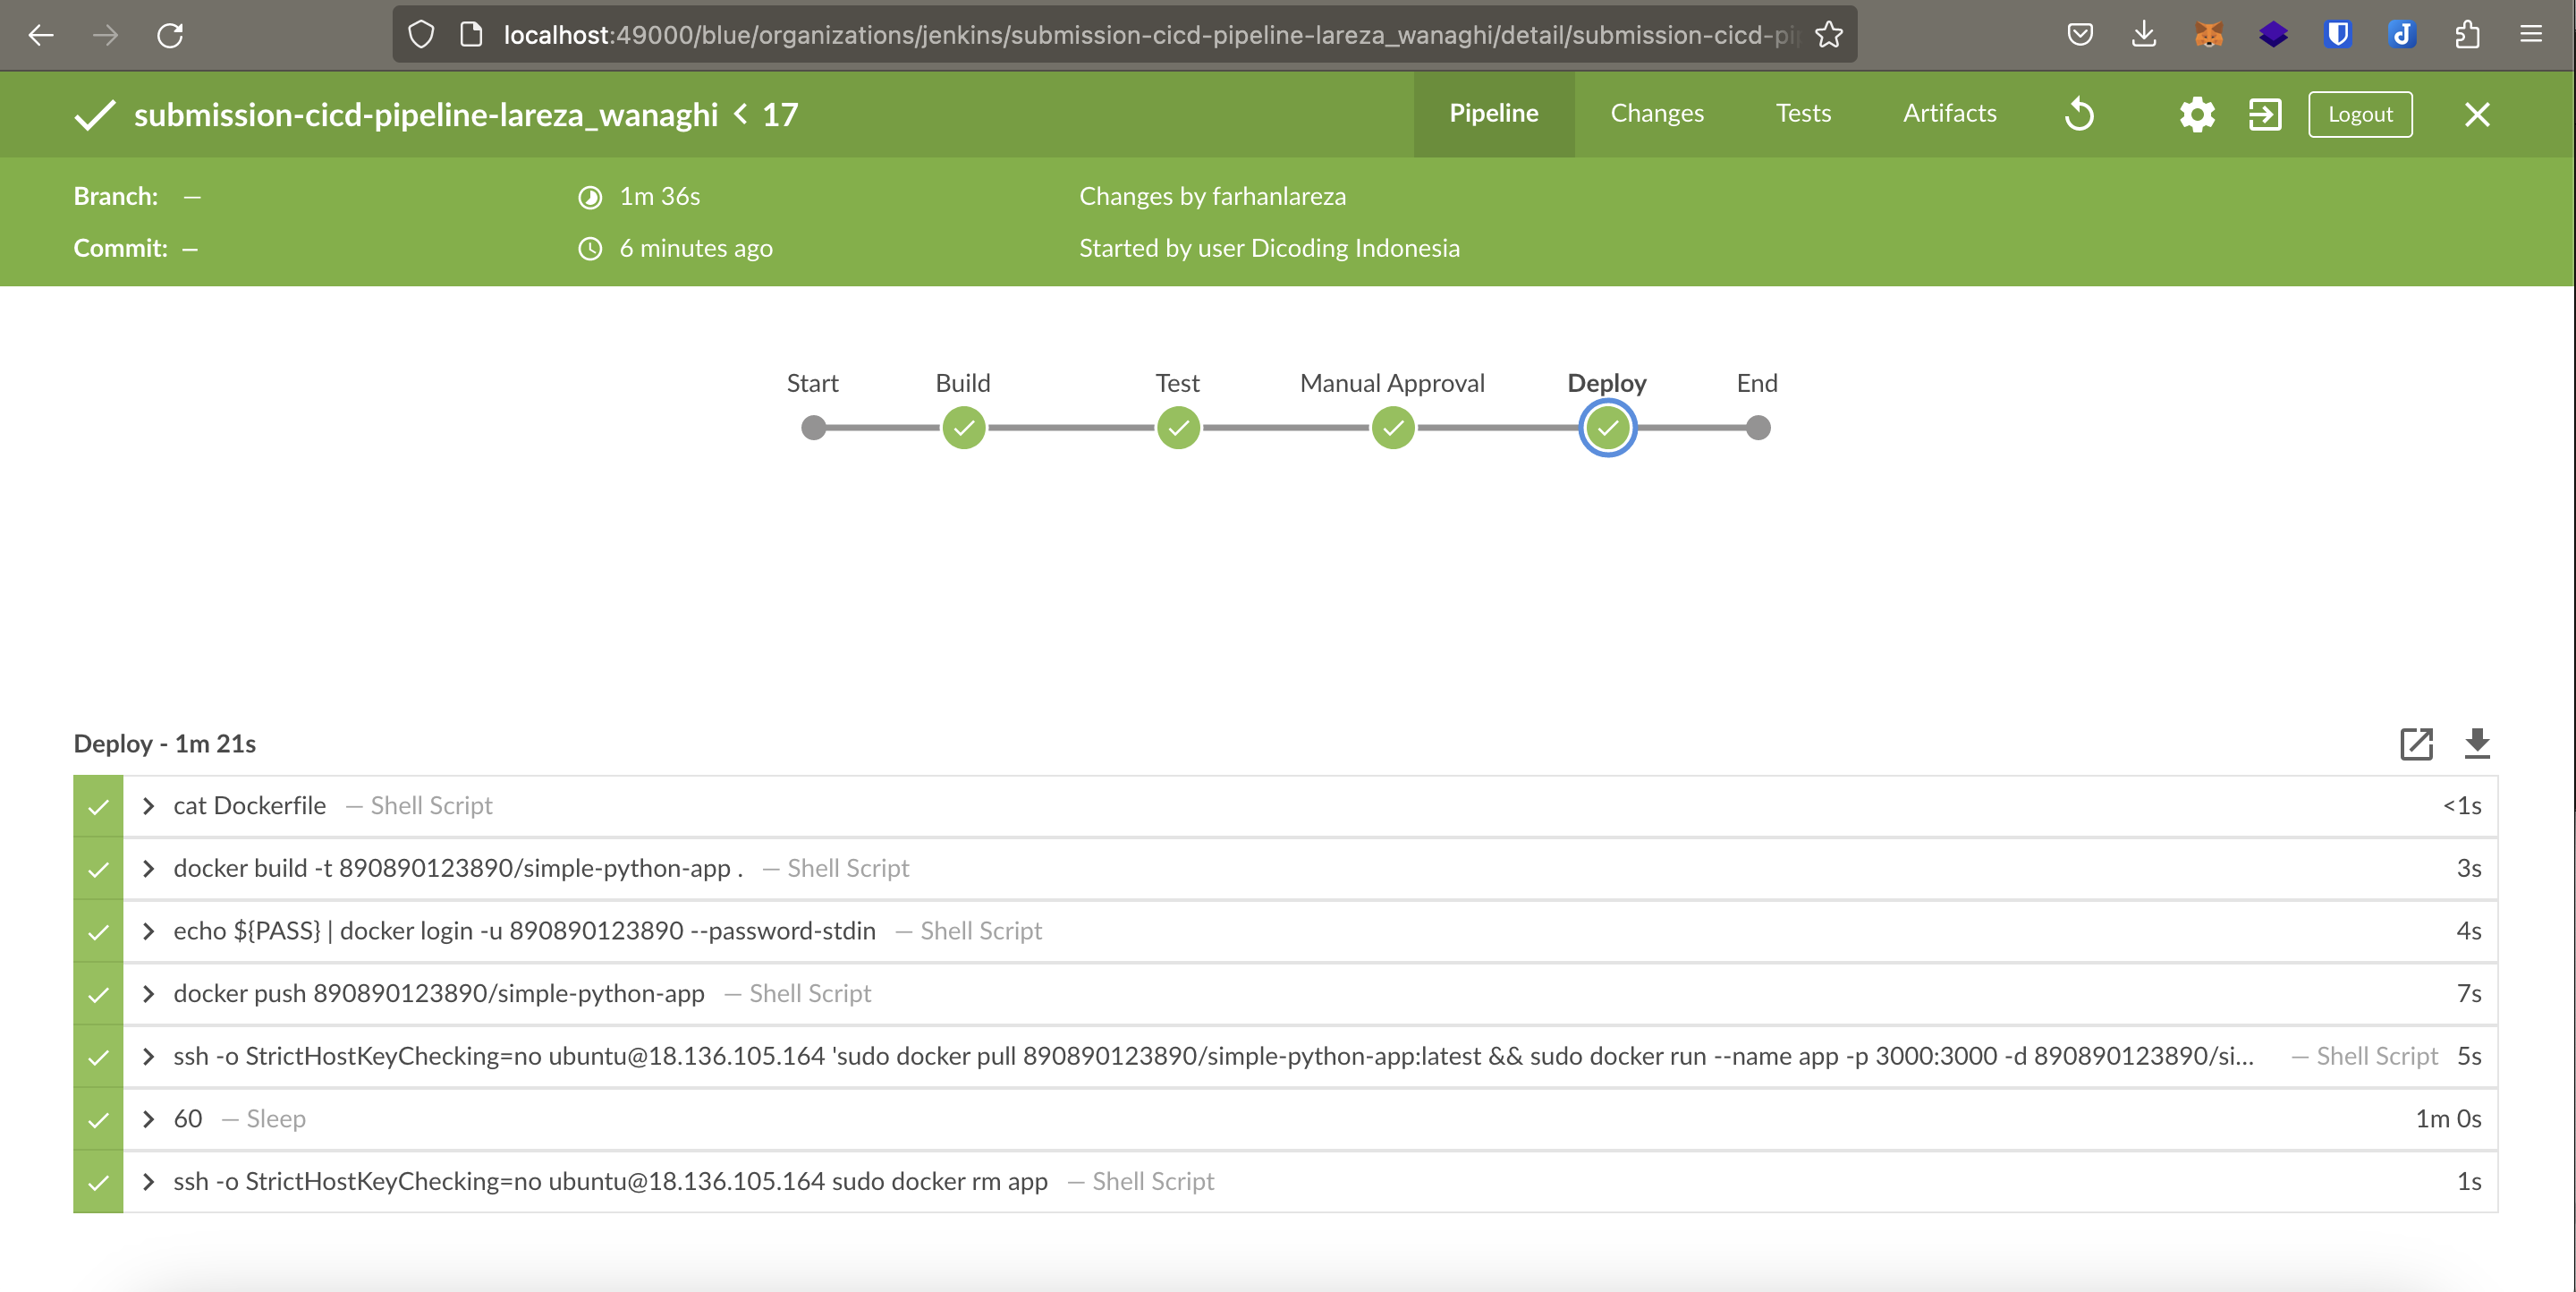 localhost:49000/blue/organizations/jenkins/submission-cicd-pipeline-lareza_wanaghi/detail/submission-cicd-pi
submission-cicd-pipeline-lareza_wanaghi < 17
Pipeline Changes Tests Artifacts Logout
Branch: — 1m 36s Changes by farhanlareza
Commit: — 6 minutes ago Started by user Dicoding Indonesia
Start Build Test Manual Approval Deploy End
Deploy - 1m 21s
cat Dockerfile — Shell Script <1s
docker build -t 890890123890/simple-python-app . — Shell Script 3s
echo ${PASS} | docker login -u 890890123890 --password-stdin — Shell Script 4s
docker push 890890123890/simple-python-app — Shell Script 7s
ssh -o StrictHostKeyChecking=no ubuntu@18.136.105.164 'sudo docker pull 890890123890/simple-python-app:latest && sudo docker run --name app -p 3000:3000 -d 890890123890/si... — Shell Script 5s
60 — Sleep 1m 0s
ssh -o StrictHostKeyChecking=no ubuntu@18.136.105.164 sudo docker rm app — Shell Script 1s